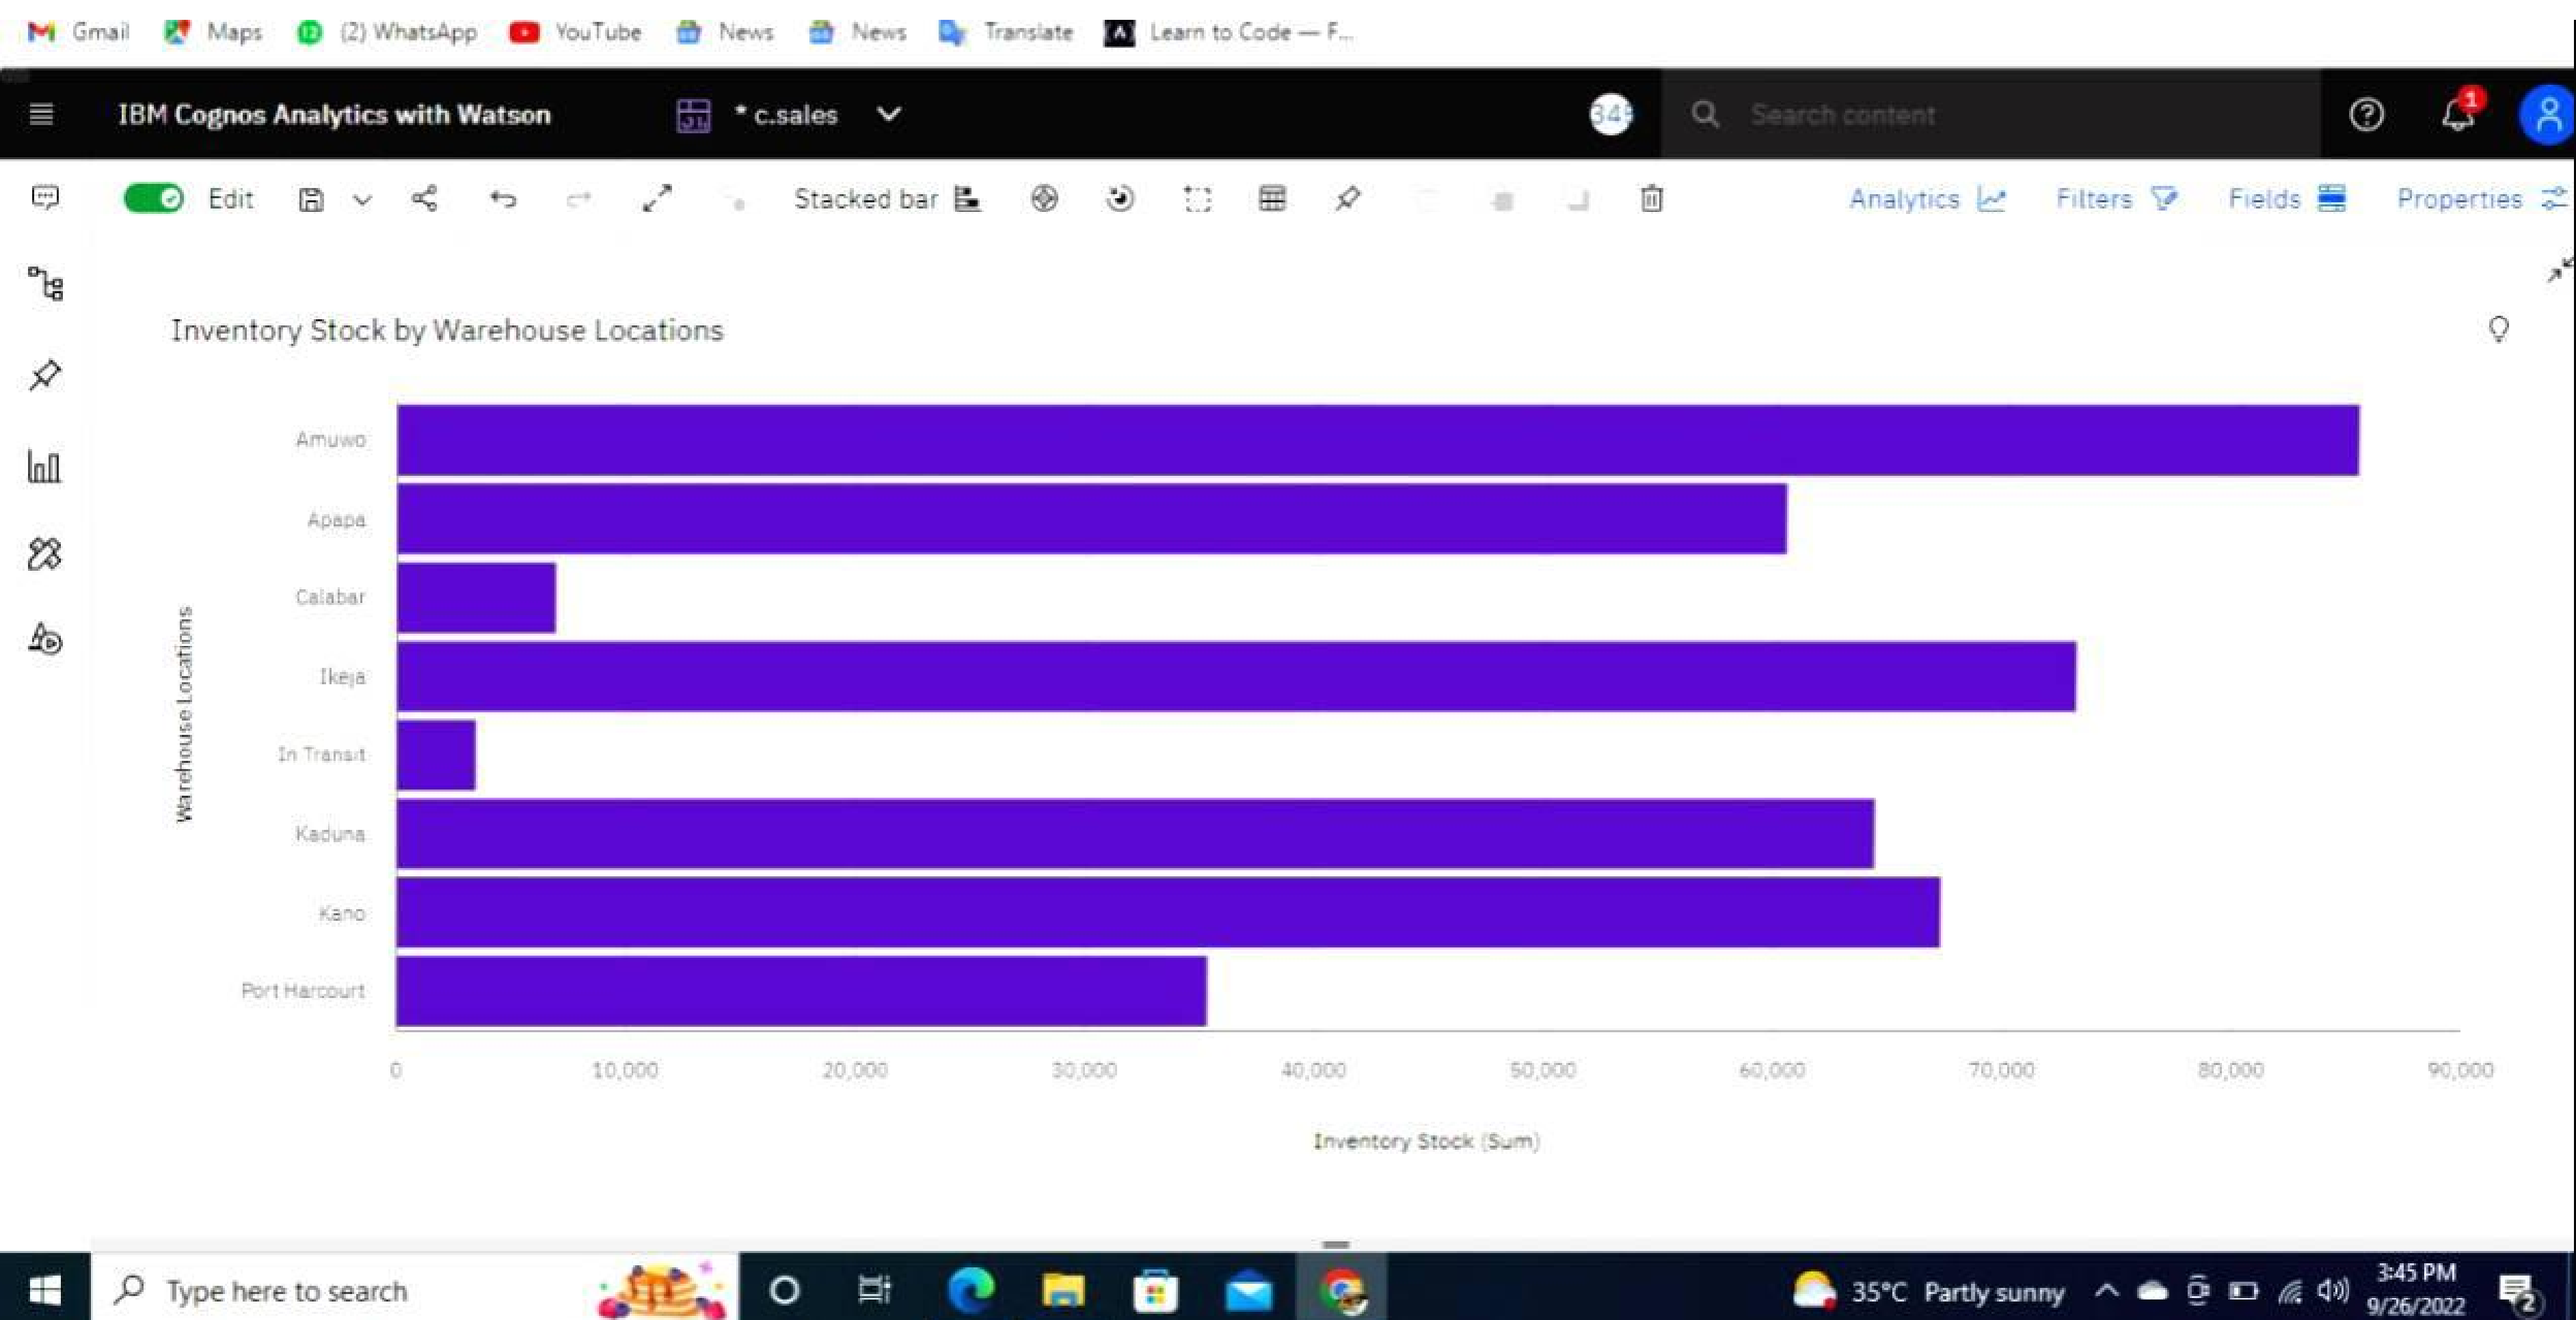 Gmail Maps (2) WhatsApp YouTube News News Translate Learn to Code — F...
IBM Cognos Analytics with Watson * c.sales Search content 1
Edit Stacked bar Analytics Filters Fields Properties
Inventory Stock by Warehouse Locations
Warehouse Locations
Amuwo
Apapa
Calabar
Ikeja
In Transit
Kaduna
Kano
Port Harcourt
0 10,000 20,000 30,000 40,000 50,000 60,000 70,000 80,000 90,000
Inventory Stock (Sum)
Type here to search 35°C Partly sunny 3:45 PM
9/26/2022 2